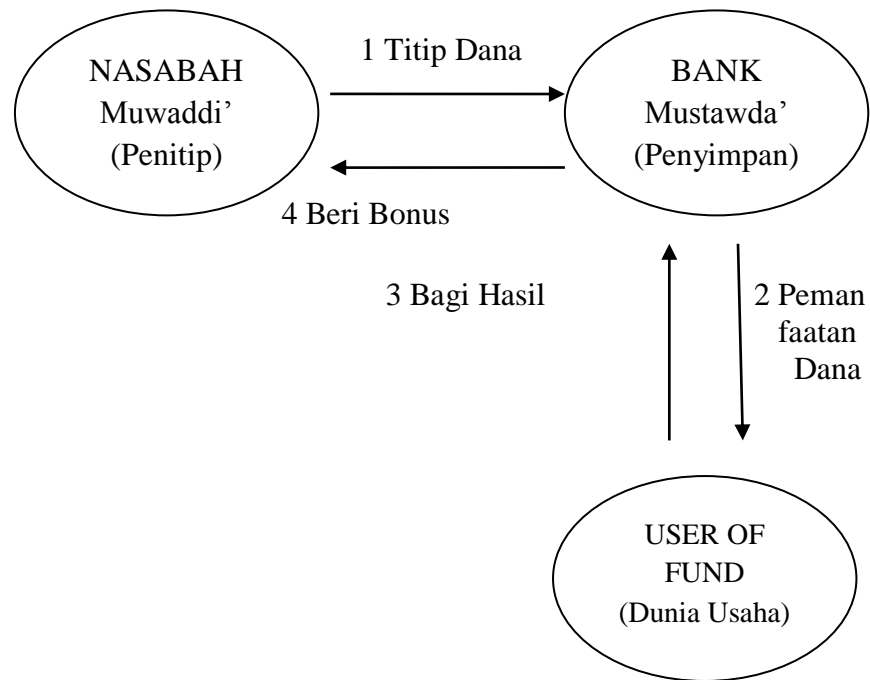 NASABAH
Muwaddi’
(Penitip)
1 Titip Dana
BANK
Mustawda’
(Penyimpan)
4 Beri Bonus
3 Bagi Hasil
2 Peman
faatan
Dana
USER OF
FUND
(Dunia Usaha)